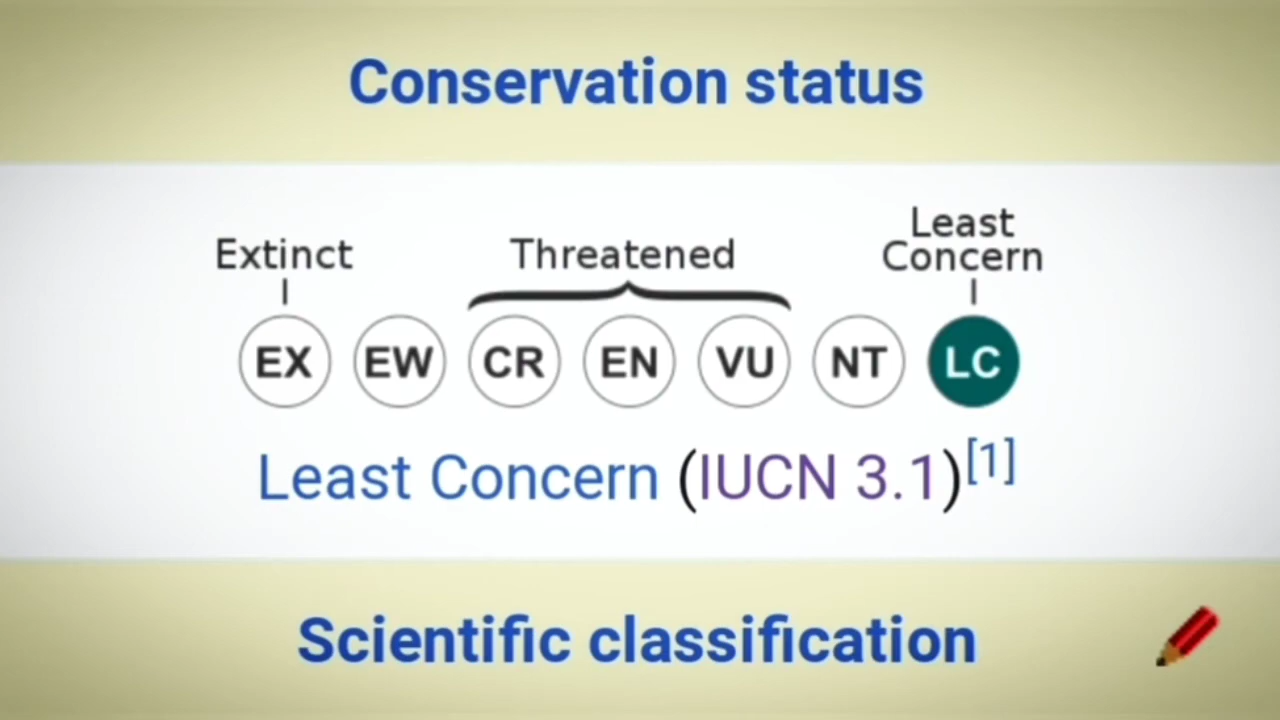 Conservation status
Extinct
Threatened
Least
Concern
EX EW CR EN VU NT LC
Least Concern (IUCN 3.1)[1]
Scientific classification